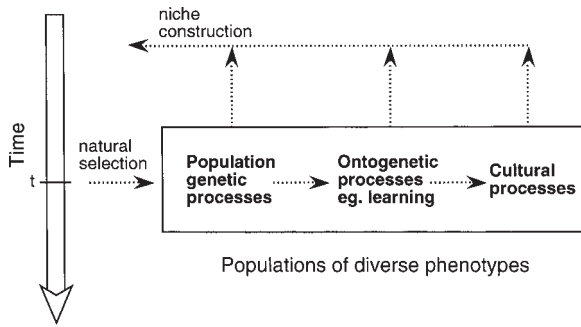 niche
construction
Time
natural
selection
t
Population
genetic
processes
Ontogenetic
processes
eg. learning
Cultural
processes
Populations of diverse phenotypes